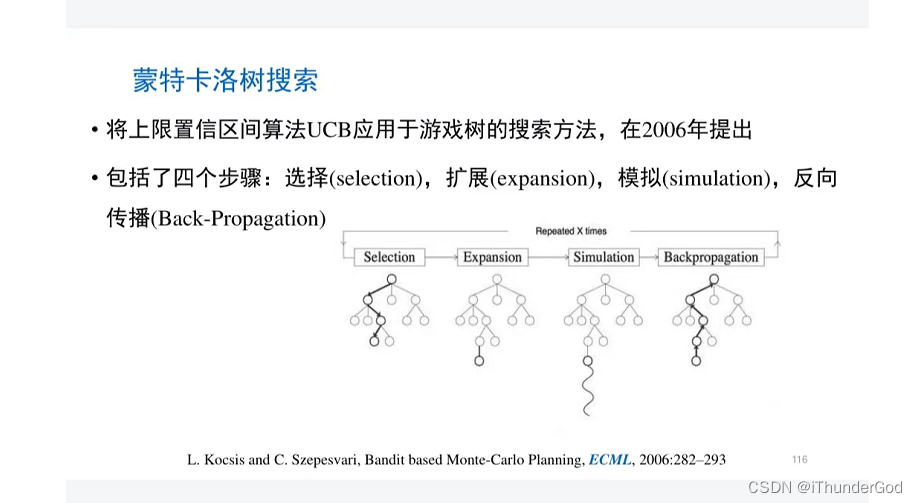 蒙特卡洛树搜索
• 将上限置信区间算法UCB应用于游戏树的搜索方法，在2006年提出
• 包括了四个步骤：选择(selection)，扩展(expansion)，模拟(simulation)，反向
传播(Back-Propagation)
Repeated X times
Selection Expansion Simulation Backpropagation
L. Kocsis and C. Szepesvari, Bandit based Monte-Carlo Planning, ECML, 2006:282–293
116
CSDN @iThunderGod